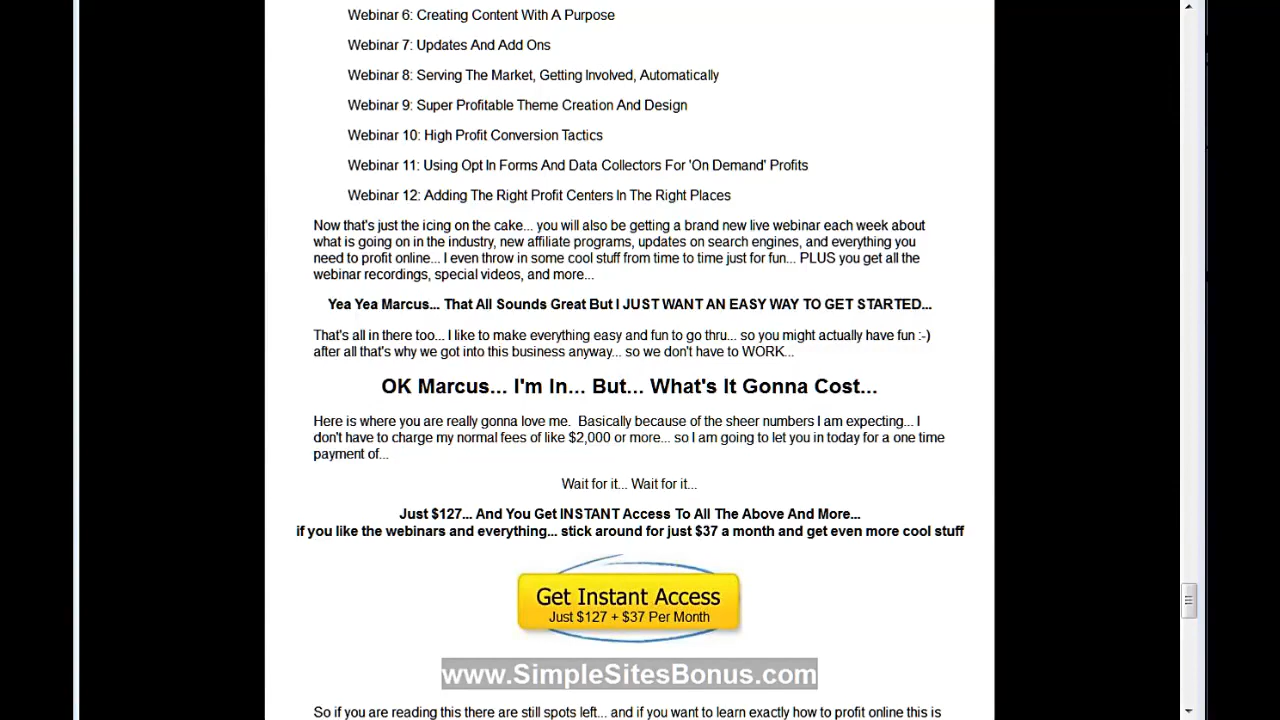 Webinar 6: Creating Content With A Purpose
Webinar 7: Updates And Add Ons
Webinar 8: Serving The Market, Getting Involved, Automatically
Webinar 9: Super Profitable Theme Creation And Design
Webinar 10: High Profit Conversion Tactics
Webinar 11: Using Opt In Forms And Data Collectors For 'On Demand' Profits
Webinar 12: Adding The Right Profit Centers In The Right Places
Now that's just the icing on the cake... you will also be getting a brand new live webinar each week about
what is going on in the industry, new affiliate programs, updates on search engines, and everything you
need to profit online... I even throw in some cool stuff from time to time just for fun... PLUS you get all the
webinar recordings, special videos, and more...
Yea Yea Marcus... That All Sounds Great But I JUST WANT AN EASY WAY TO GET STARTED...
That's all in there too... I like to make everything easy and fun to go thru... so you might actually have fun :-)
after all that's why we got into this business anyway... so we don't have to WORK...
OK Marcus... I'm In... But... What's It Gonna Cost...
Here is where you are really gonna love me.  Basically because of the sheer numbers I am expecting... I
don't have to charge my normal fees of like $2,000 or more... so I am going to let you in today for a one time
payment of...
Wait for it... Wait for it...
Just $127... And You Get INSTANT Access To All The Above And More...
if you like the webinars and everything... stick around for just $37 a month and get even more cool stuff
Get Instant Access
Just $127 + $37 Per Month
www.SimpleSitesBonus.com
So if you are reading this there are still spots left... and if you want to learn exactly how to profit online this is